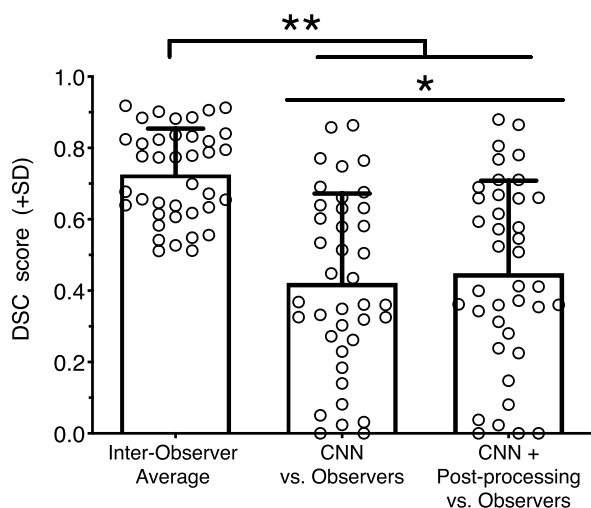 **
*
1.0
0.8
0.6
0.4
0.2
0.0
DSC score (+SD)
Inter-Observer
Average
CNN
vs. Observers
CNN +
Post-processing
vs. Observers